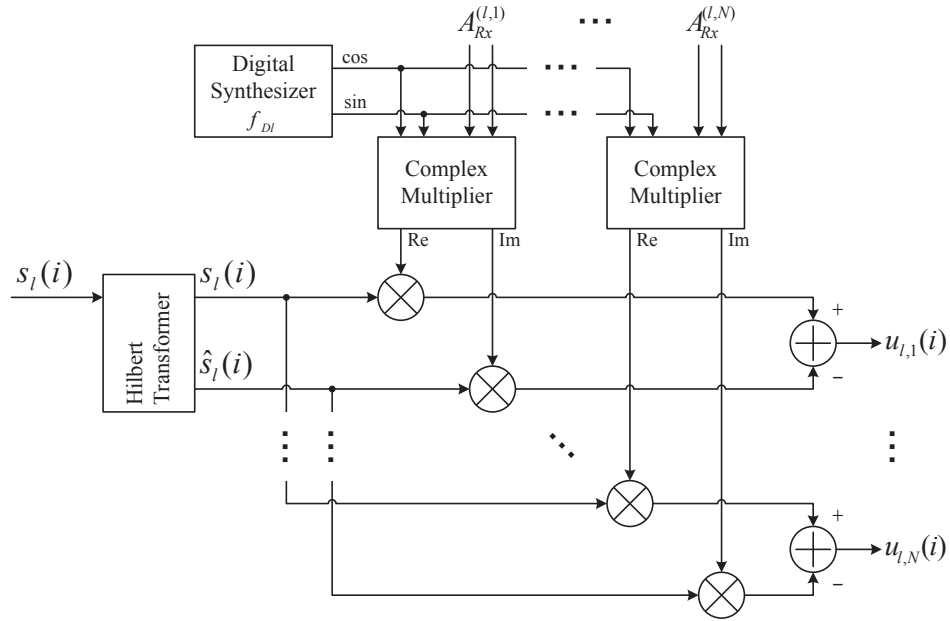 A_{Rx}^{(l,1)}
...
A_{Rx}^{(l,N)}
Digital
Synthesizer
f_{Dl}
cos
sin
...
...
Complex
Multiplier
Complex
Multiplier
Re
Im
Re
Im
s_l(i)
Hilbert
Transformer
s_l(i)
ŝ_l(i)
+
−
u_{l,1}(i)
+
−
u_{l,N}(i)